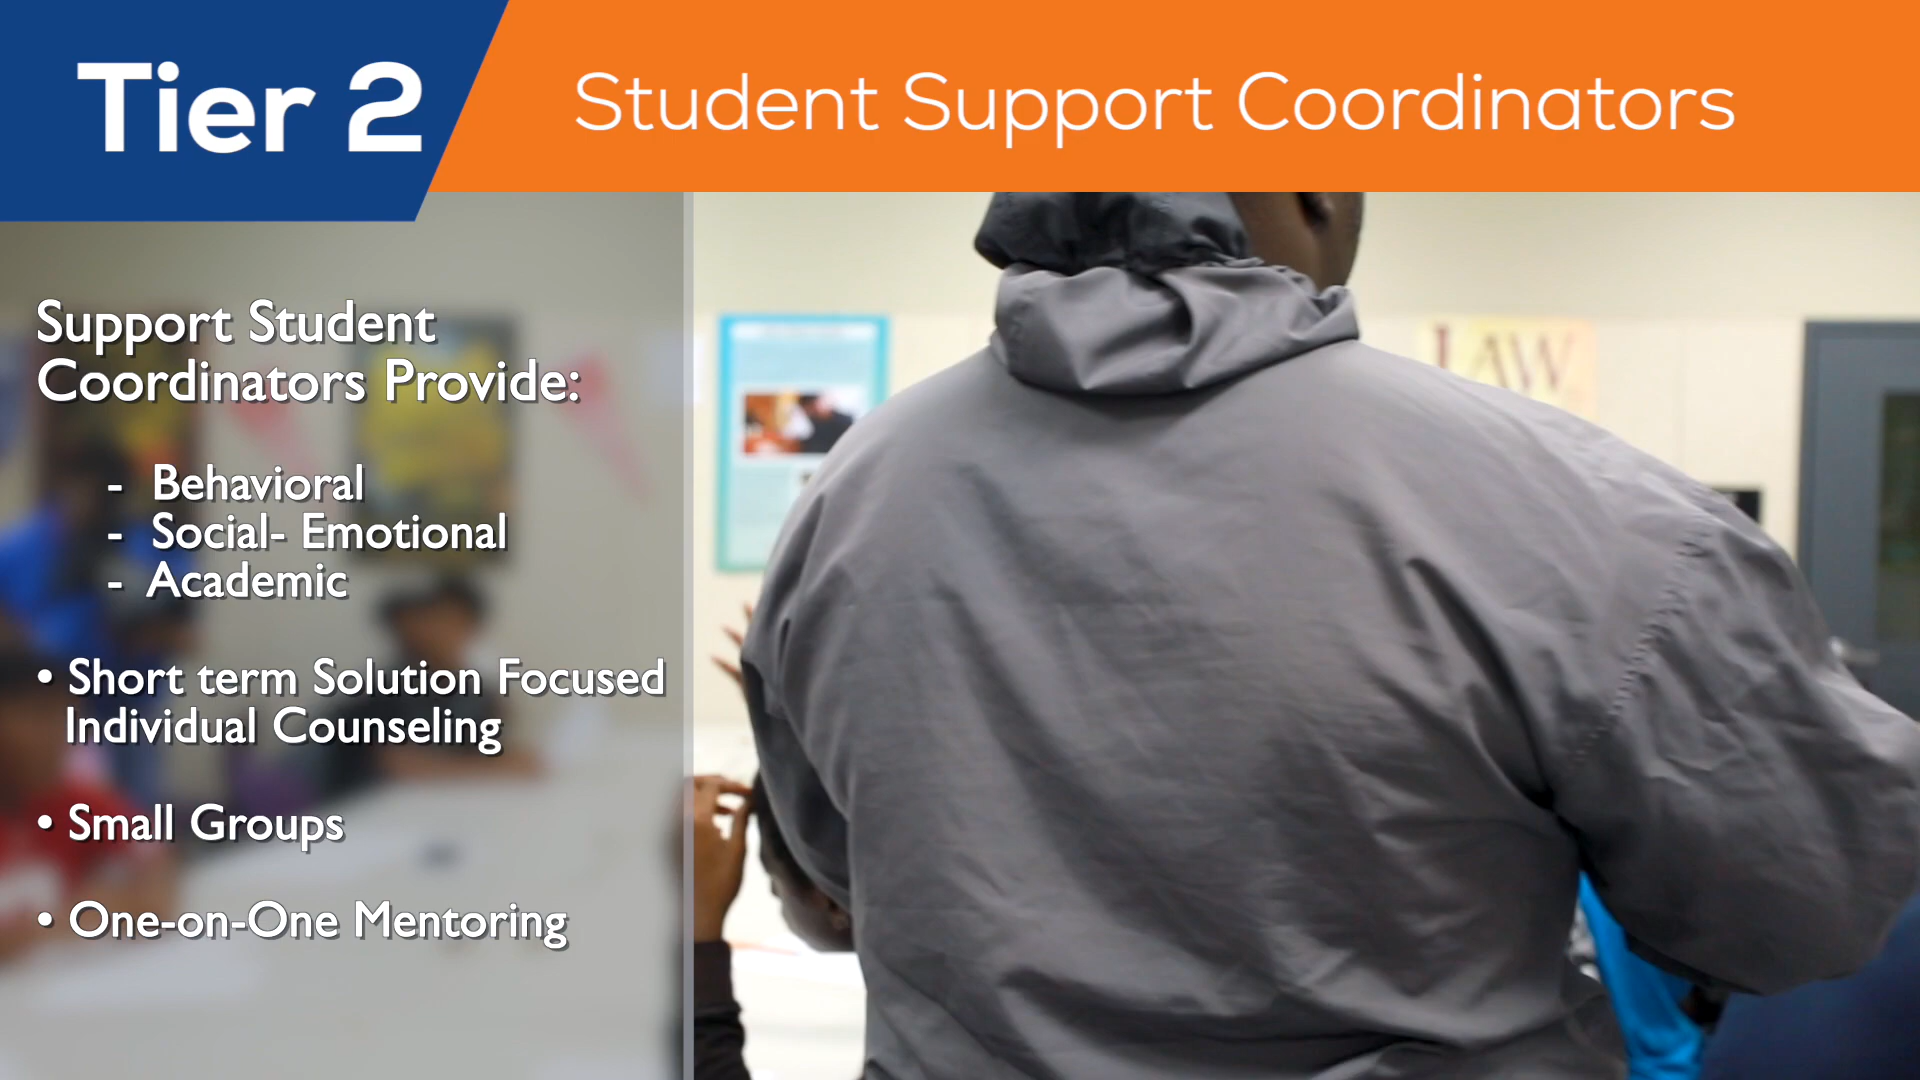 Tier 2
Student Support Coordinators
Support Student
Coordinators Provide:
- Behavioral
- Social- Emotional
- Academic
• Short term Solution Focused
Individual Counseling
• Small Groups
• One-on-One Mentoring
LAW